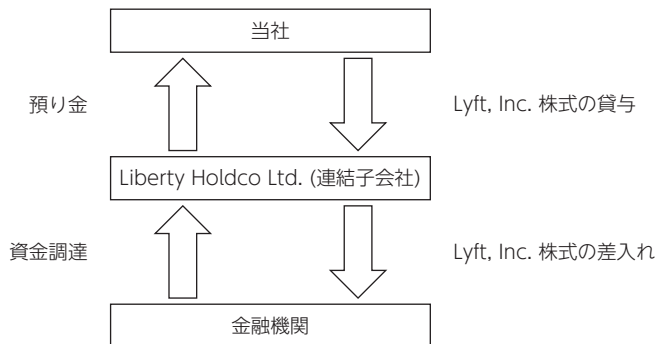 当社
預り金
Lyft, Inc. 株式の貸与
Liberty Holdco Ltd. (連結子会社)
資金調達
Lyft, Inc. 株式の差入れ
金融機関